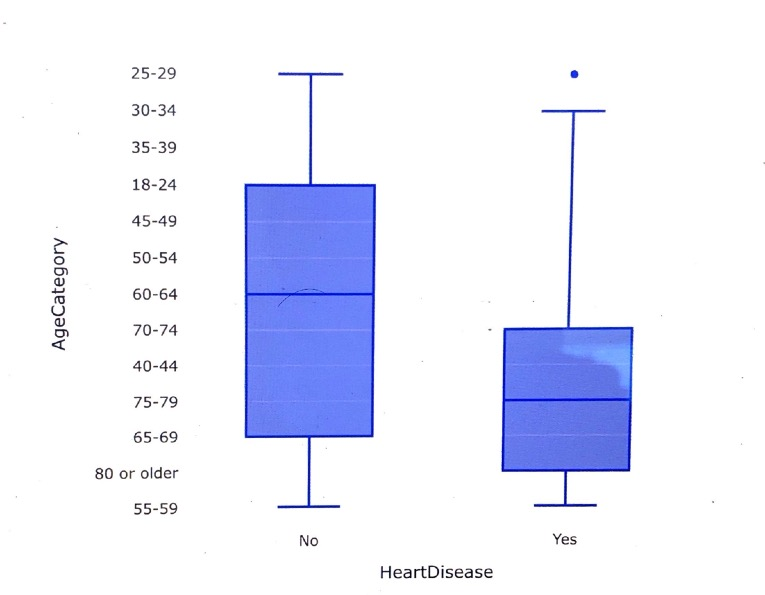 25-29
30-34
35-39
18-24
45-49
50-54
60-64
70-74
40-44
75-79
65-69
80 or older
55-59
AgeCategory
No
Yes
HeartDisease